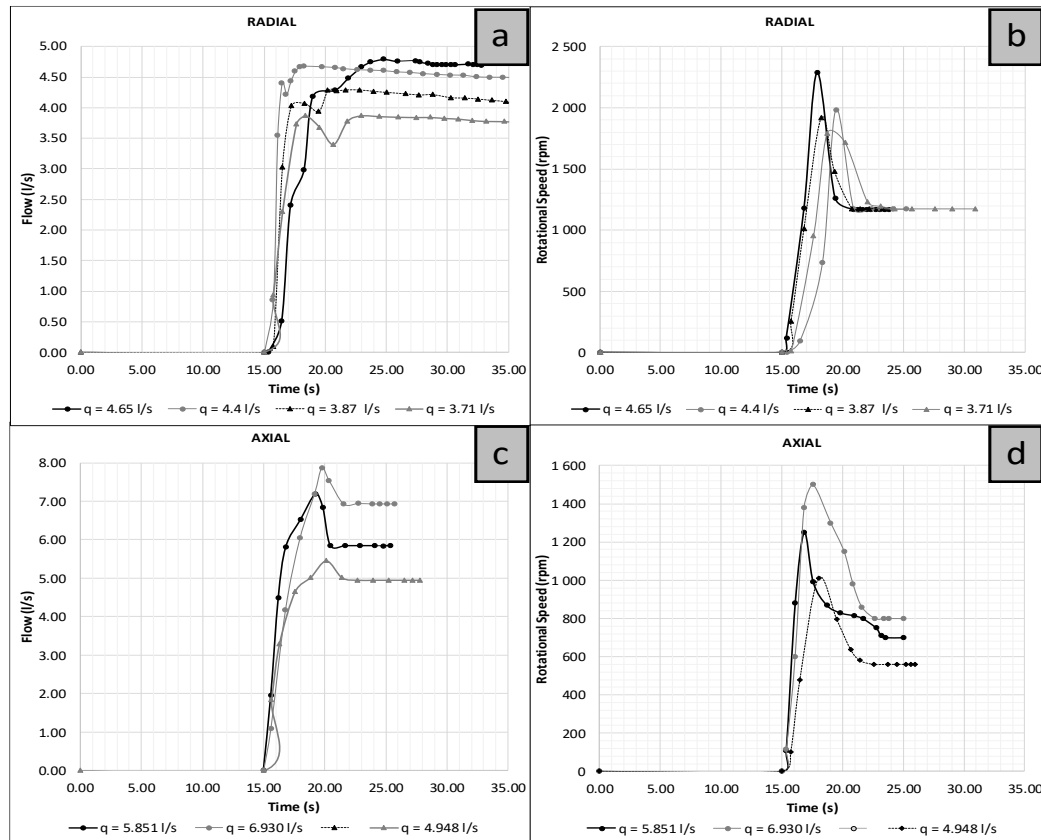 RADIAL
a
5.00
4.50
4.00
3.50
3.00
2.50
2.00
1.50
1.00
0.50
0.00
Flow (l/s)
0.00 5.00 10.00 15.00 20.00 25.00 30.00 35.00
Time (s)
q = 4.65 l/s q = 4.4 l/s q = 3.87 l/s q = 3.71 l/s
RADIAL
b
2 500
2 000
1 500
1 000
500
0
Rotational Speed (rpm)
0.00 5.00 10.00 15.00 20.00 25.00 30.00 35.00
Time (s)
q = 4.65 l/s q = 4.4 l/s q = 3.87 l/s q = 3.71 l/s
AXIAL
c
8.00
7.00
6.00
5.00
4.00
3.00
2.00
1.00
0.00
Flow (l/s)
0.00 5.00 10.00 15.00 20.00 25.00 30.00 35.00
Time (s)
q = 5.851 l/s q = 6.930 l/s q = 4.948 l/s
AXIAL
d
1 600
1 400
1 200
1 000
800
600
400
200
0
Rotational Speed (rpm)
0.00 5.00 10.00 15.00 20.00 25.00 30.00 35.00
Time (s)
q = 5.851 l/s q = 6.930 l/s q = 4.948 l/s